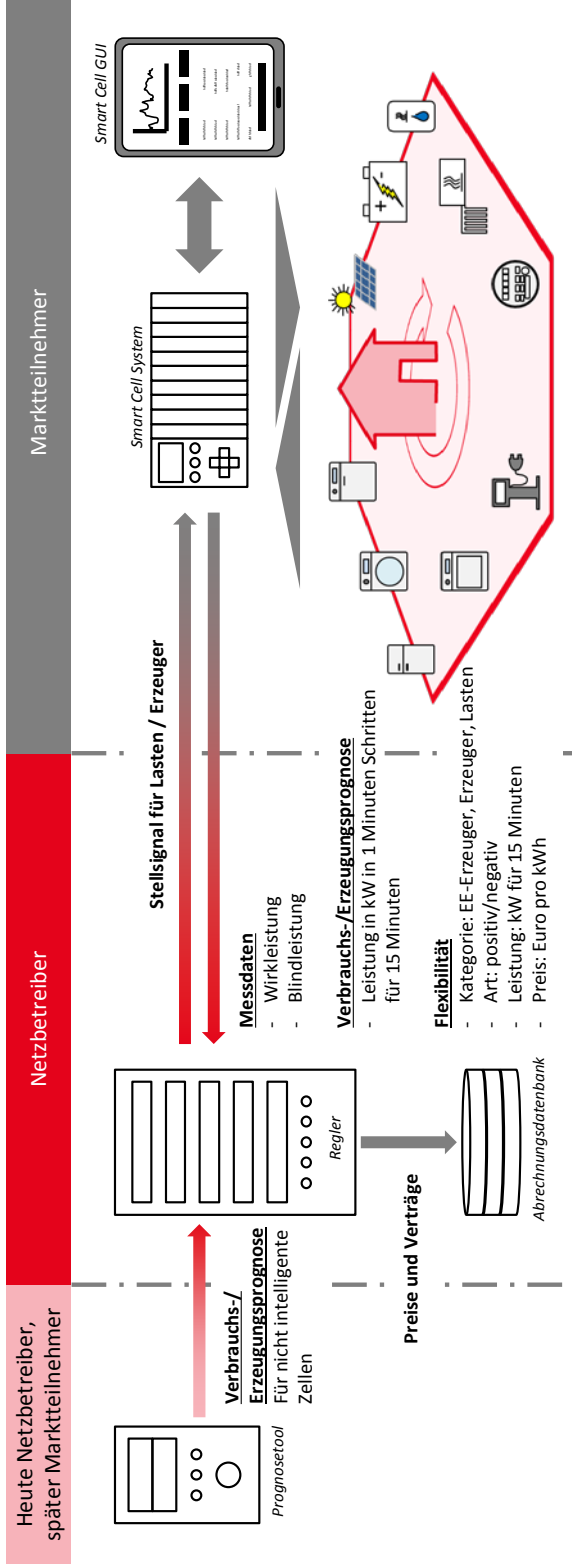 Heute Netzbetreiber,
später Marktteilnehmer
Netzbetreiber
Marktteilnehmer
Prognosetool
Verbrauchs-/
Erzeugungsprognose
Für nicht intelligente
Zellen
Regler
Preise und Verträge
Abrechnungsdatenbank
Stellsignal für Lasten / Erzeuger
Messdaten
- Wirkleistung
- Blindleistung
Verbrauchs-/Erzeugungsprognose
- Leistung in kW in 1 Minuten Schritten
für 15 Minuten
Flexibilität
- Kategorie: EE-Erzeuger, Erzeuger, Lasten
- Art: positiv/negativ
- Leistung: kW für 15 Minuten
- Preis: Euro pro kWh
Smart Cell System
Smart Cell GUI